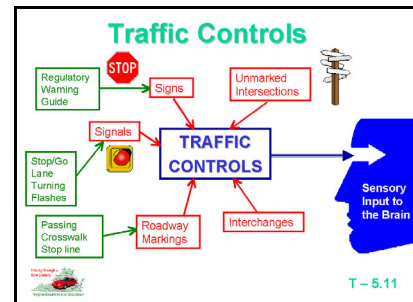 Traffic Controls
STOP
Regulatory
Warning
Guide
Signs
Unmarked
Intersections
Signals
TRAFFIC
CONTROLS
Stop/Go
Lane
Turning
Flashes
Sensory
Input to
the Brain
Passing
Crosswalk
Stop line
Roadway
Markings
Interchanges
T – 5.11